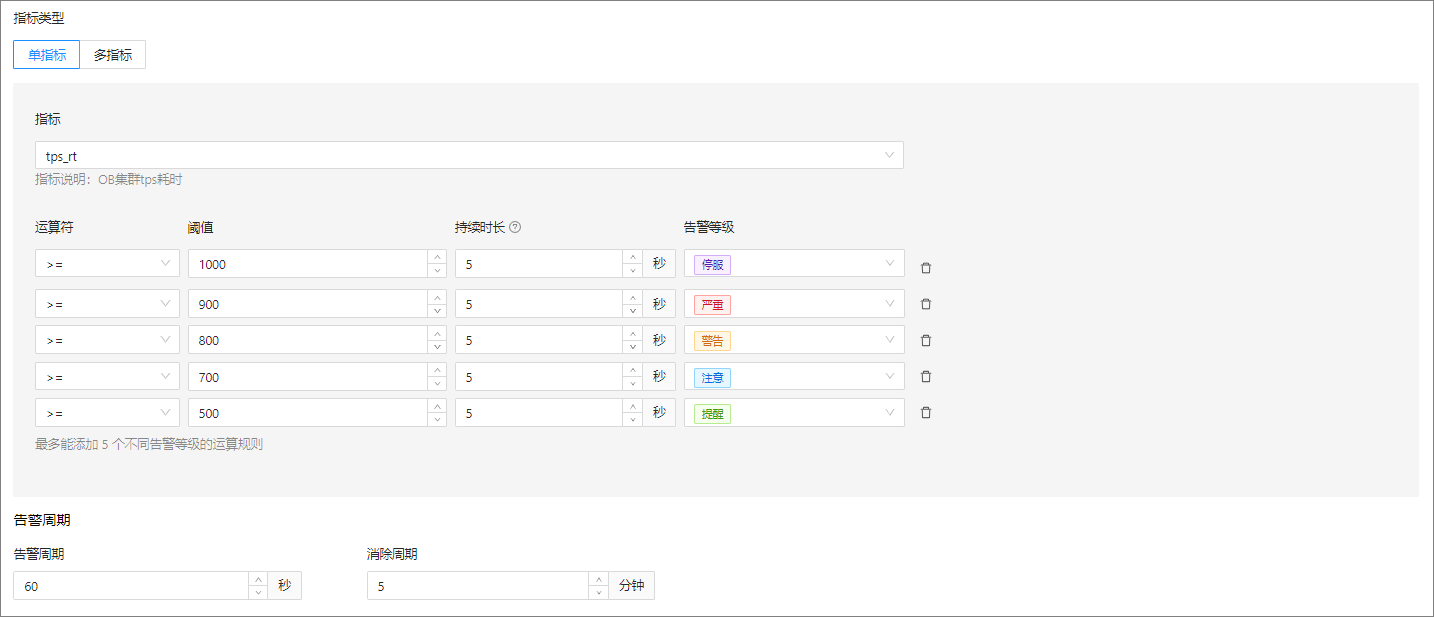 指标类型
单指标 多指标
指标
tps_rt
指标说明：OB集群tps耗时
运算符 阈值 持续时长 告警等级
>= 1000 5 秒 停服
>= 900 5 秒 严重
>= 800 5 秒 警告
>= 700 5 秒 注意
>= 500 5 秒 提醒
最多能添加 5 个不同告警等级的运算规则
告警周期
告警周期 消除周期
60 秒 5 分钟